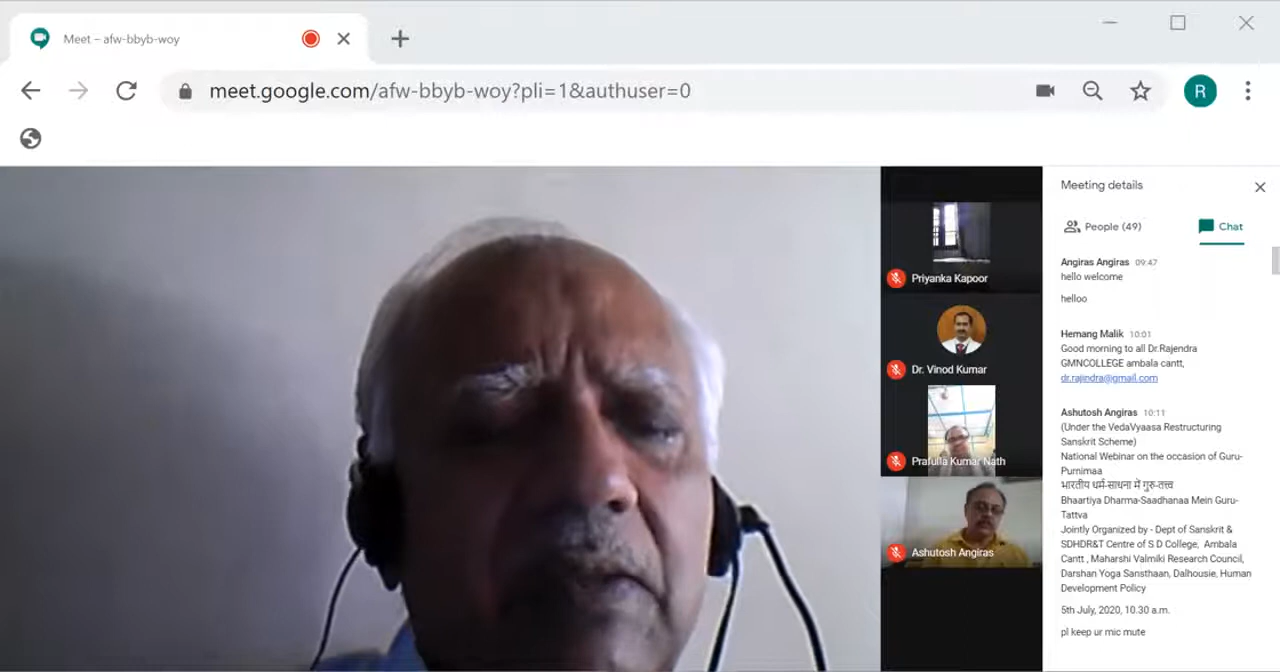 Meet – afw-bbyb-woy
meet.google.com/afw-bbyb-woy?pli=1&authuser=0
R
Priyanka Kapoor
Dr. Vinod Kumar
Prafulla Kumar Nath
Ashutosh Angiras
Meeting details
People (49)
Chat
Angiras Angiras 09:47
hello welcome
helloo
Hemang Malik 10:01
Good morning to all Dr.Rajendra
GMNCOLLEGE ambala cantt,
dr.rajindra@gmail.com
Ashutosh Angiras 10:11
(Under the VedaVyaasa Restructuring
Sanskrit Scheme)
National Webinar on the occasion of Guru-
Purnimaa
भारतीय धर्म-साधना में गुरु-तत्त्व
Bhaartiya Dharma-Saadhanaa Mein Guru-
Tattva
Jointly Organized by - Dept of Sanskrit &
SDHDR&T Centre of S D College, Ambala
Cantt , Maharshi Valmiki Research Council,
Darshan Yoga Sansthaan, Dalhousie, Human
Development Policy
5th July, 2020, 10.30 a.m.
pl keep ur mic mute